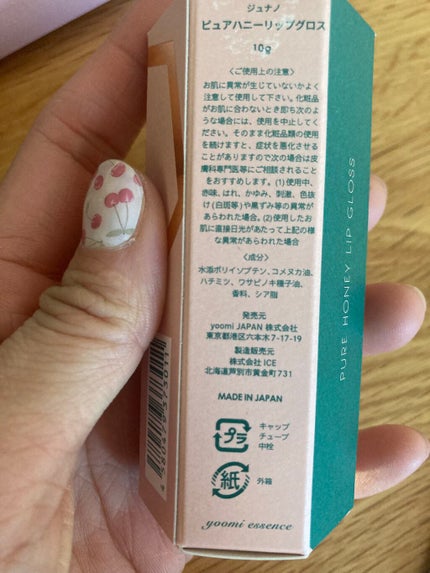 ジュナノ
ピュアハニーリップグロス
10g
〈ご使用上の注意〉
お肌に異常が生じていないかよく
注意して使用して下さい。化粧品
がお肌に合わないとき即ち次のよ
うな場合には、使用を中止してく
ださい。そのまま化粧品類の使用
を続けますと、症状を悪化させる
ことがありますので次の場合は皮
膚科専門医等にご相談されること
をおすすめします。(1)使用中、
赤味、はれ、かゆみ、刺激、色抜
け(白斑等)や黒ずみ等の異常が
あらわれた場合。(2)使用したお
肌に直接日光があたって上記の様
な異常があらわれた場合
〈成分〉
水添ポリイソブテン、コメヌカ油、
ハチミツ、ワサビノキ種子油、
香料、シア脂
発売元
yoomi JAPAN 株式会社
東京都港区六本木7-17-19
製造販売元
株式会社 ICE
北海道芦別市黄金町731
MADE IN JAPAN
プラ
キャップ
チューブ
中栓
紙
外箱
yoomi essence
PURE HONEY LIP GLOSS